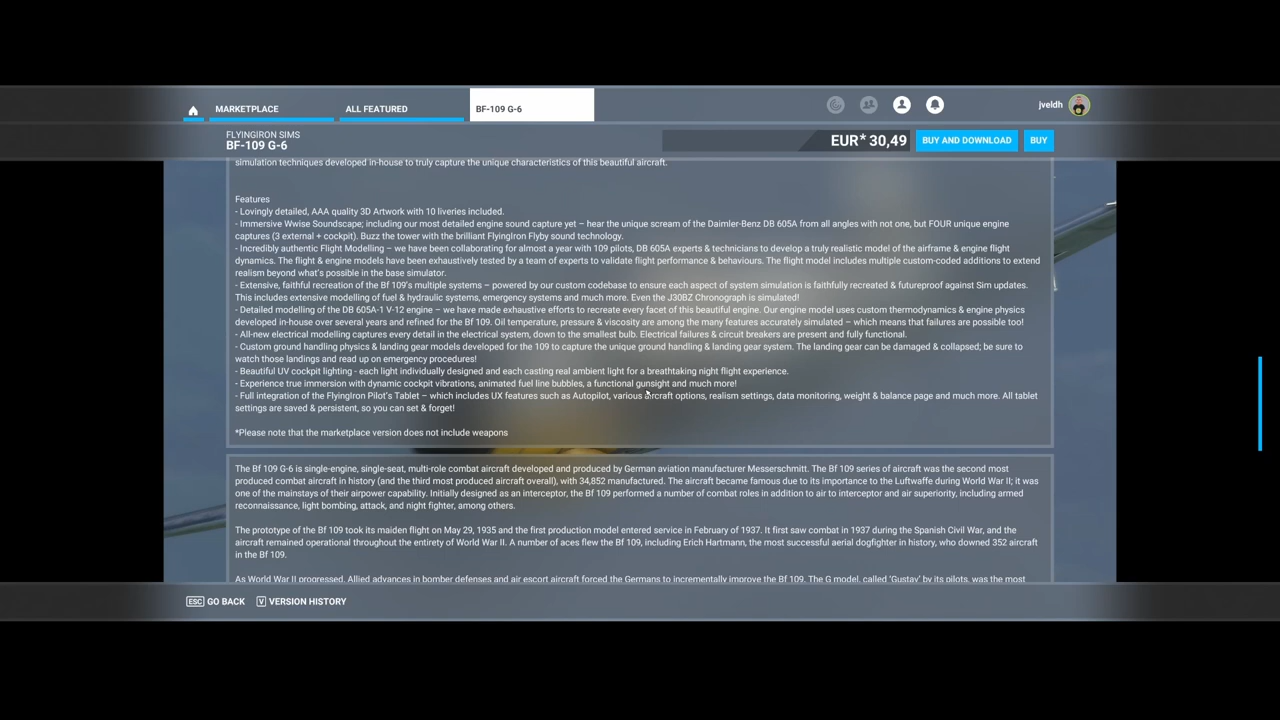 MARKETPLACE
ALL FEATURED
BF-109 G-6
jveldh
FLYINGIRON SIMS
BF-109 G-6
EUR* 30,49
BUY AND DOWNLOAD
BUY
simulation techniques developed in-house to truly capture the unique characteristics of this beautiful aircraft.
Features
- Lovingly detailed, AAA quality 3D Artwork with 10 liveries included.
- Immersive Wwise Soundscape; including our most detailed engine sound capture yet – hear the unique scream of the Daimler-Benz DB 605A from all angles with not one, but FOUR unique engine
captures (3 external + cockpit). Buzz the tower with the brilliant FlyingIron Flyby sound technology.
- Incredibly authentic Flight Modelling – we have been collaborating for almost a year with 109 pilots, DB 605A experts & technicians to develop a truly realistic model of the airframe & engine flight
dynamics. The flight & engine models have been exhaustively tested by a team of experts to validate flight performance & behaviours. The flight model includes multiple custom-coded additions to extend
realism beyond what's possible in the base simulator.
- Extensive, faithful recreation of the Bf 109's multiple systems – powered by our custom codebase to ensure each aspect of system simulation is faithfully recreated & futureproof against Sim updates.
This includes extensive modelling of fuel & hydraulic systems, emergency systems and much more. Even the J30BZ Chronograph is simulated!
- Detailed modelling of the DB 605A-1 V-12 engine – we have made exhaustive efforts to recreate every facet of this beautiful engine. Our engine model uses custom thermodynamics & engine physics
developed in-house over several years and refined for the Bf 109. Oil temperature, pressure & viscosity are among the many features accurately simulated – which means that failures are possible too!
- All-new electrical modelling captures every detail in the electrical system, down to the smallest bulb. Electrical failures & circuit breakers are present and fully functional.
- Custom ground handling physics & landing gear models developed for the 109 to capture the unique ground handling & landing gear system. The landing gear can be damaged & collapsed; be sure to
watch those landings and read up on emergency procedures!
- Beautiful UV cockpit lighting - each light individually designed and each casting real ambient light for a breathtaking night flight experience.
- Experience true immersion with dynamic cockpit vibrations, animated fuel line bubbles, a functional gunsight and much more!
- Full integration of the FlyingIron Pilot's Tablet – which includes UX features such as Autopilot, various aircraft options, realism settings, data monitoring, weight & balance page and much more. All tablet
settings are saved & persistent, so you can set & forget!
*Please note that the marketplace version does not include weapons
The Bf 109 G-6 is single-engine, single-seat, multi-role combat aircraft developed and produced by German aviation manufacturer Messerschmitt. The Bf 109 series of aircraft was the second most
produced combat aircraft in history (and the third most produced aircraft overall), with 34,852 manufactured. The aircraft became famous due to its importance to the Luftwaffe during World War II; it was
one of the mainstays of their airpower capability. Initially designed as an interceptor, the Bf 109 performed a number of combat roles in addition to air to interceptor and air superiority, including armed
reconnaissance, light bombing, attack, and night fighter, among others.
The prototype of the Bf 109 took its maiden flight on May 29, 1935 and the first production model entered service in February of 1937. It first saw combat in 1937 during the Spanish Civil War, and the
aircraft remained operational throughout the entirety of World War II. A number of aces flew the Bf 109, including Erich Hartmann, the most successful aerial dogfighter in history, who downed 352 aircraft
in the Bf 109.
As World War II progressed, Allied advances in bomber defenses and air escort aircraft forced the Germans to incrementally improve the Bf 109. The G model, called 'Gustav' by its pilots, was the most
ESC GO BACK
V VERSION HISTORY